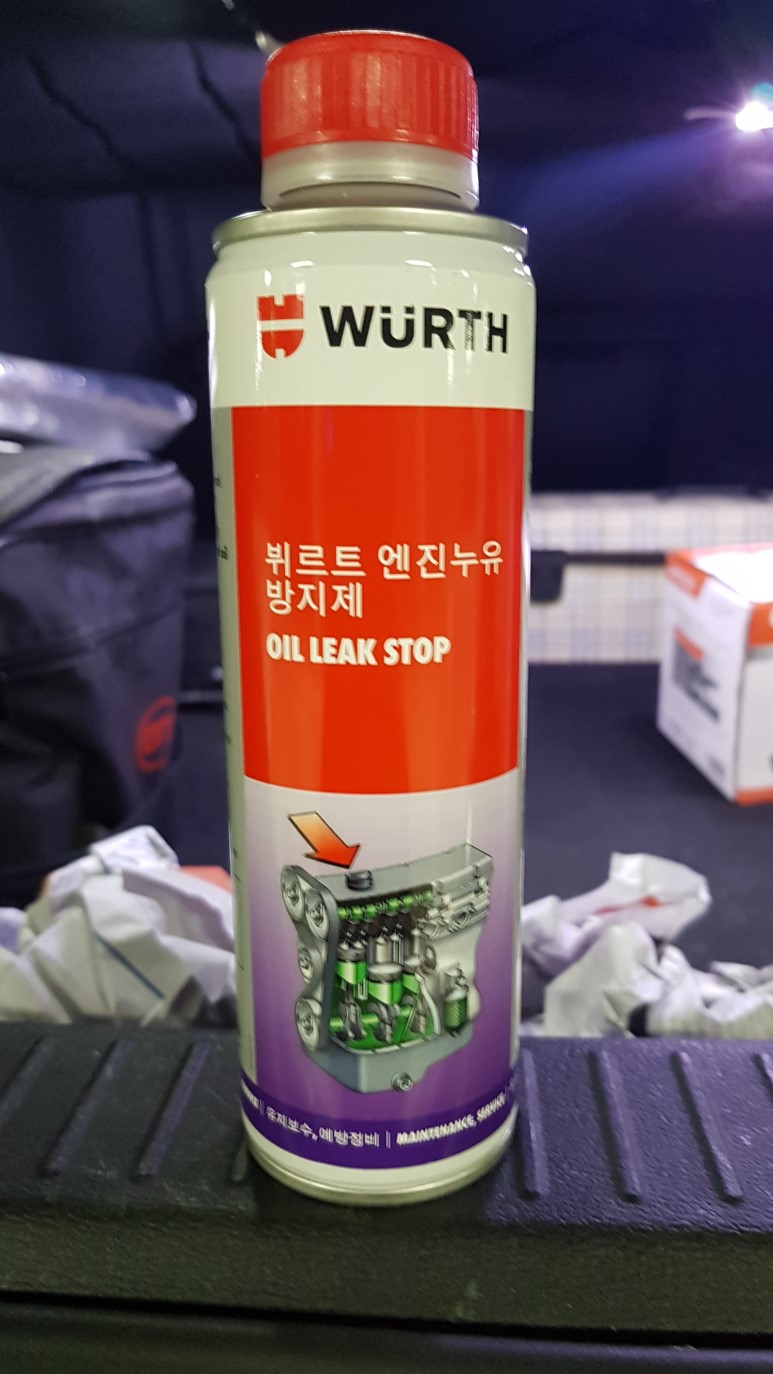 WÜRTH
뷔르트 엔진누유
방지제
OIL LEAK STOP
유지보수, 예방정비 | MAINTENANCE, SERVICE